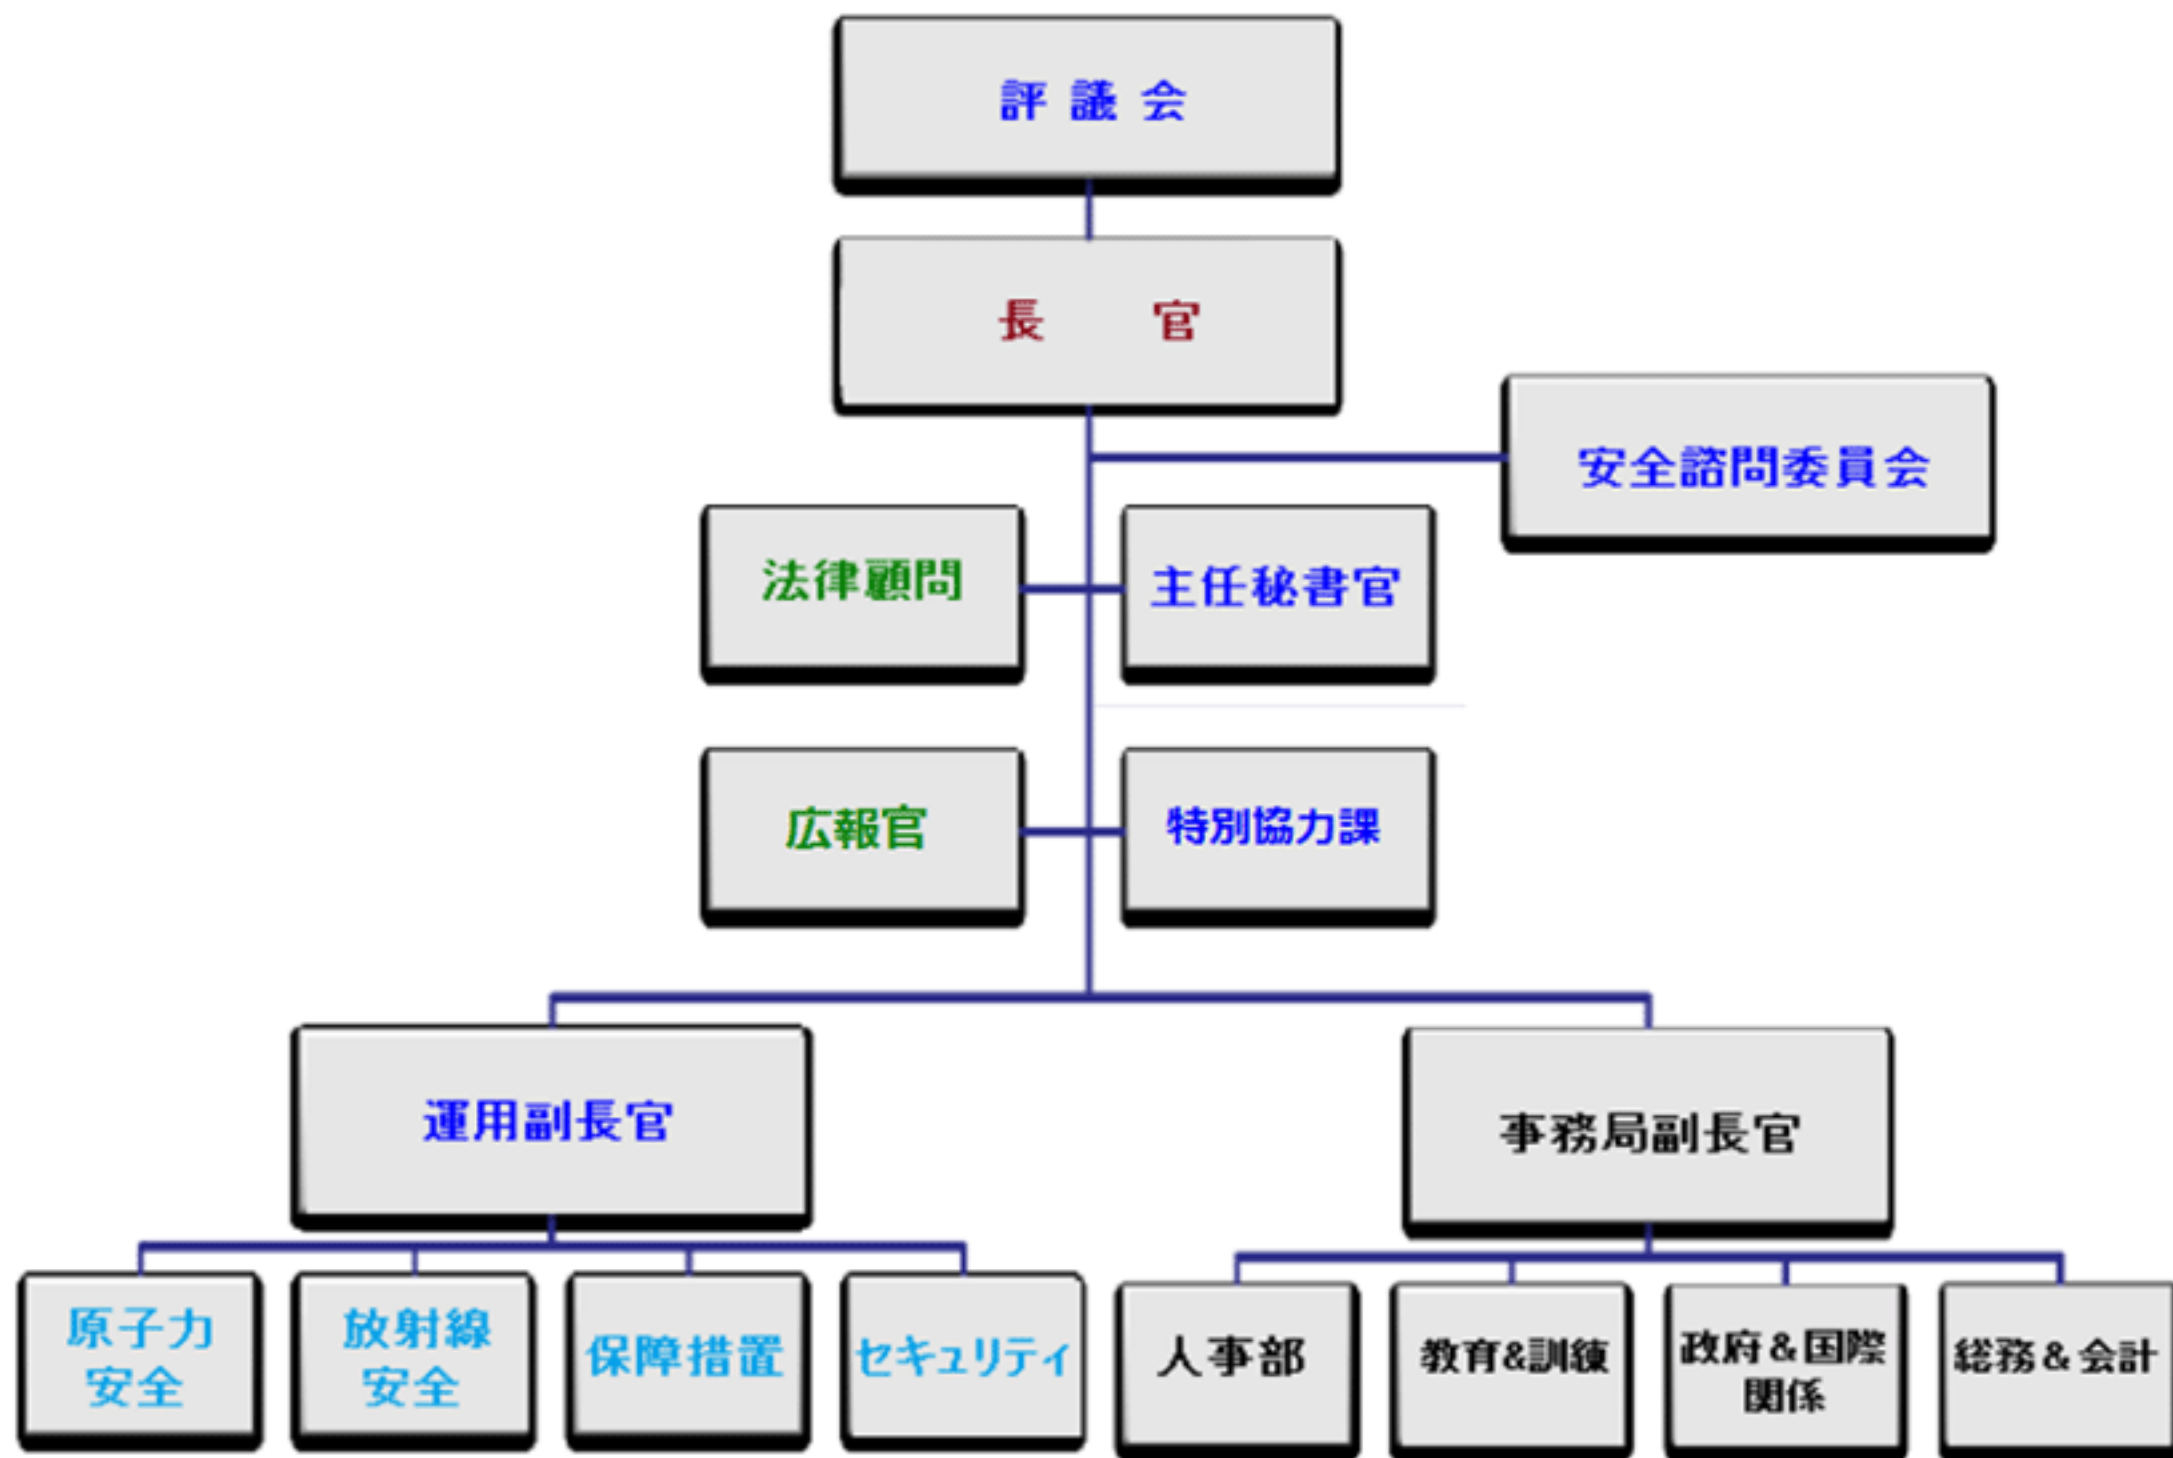 評議会
長官
安全諮問委員会
法律顧問
主任秘書官
広報官
特別協力課
運用副長官
事務局副長官
原子力
安全
放射線
安全
保障措置
セキュリティ
人事部
教育&訓練
政府&国際
関係
総務&会計